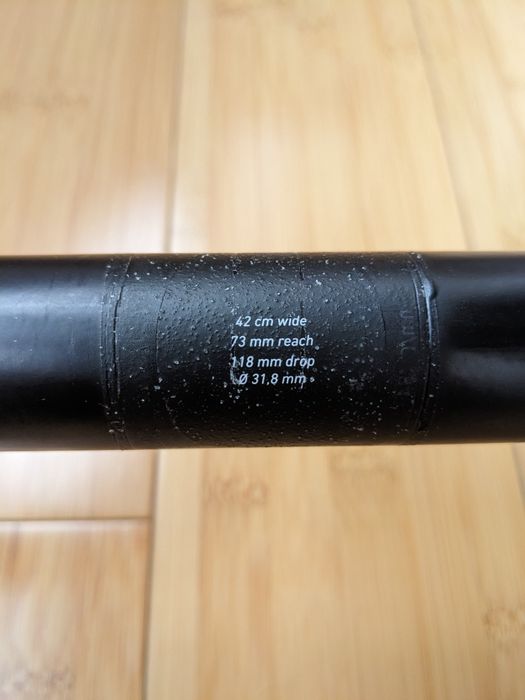 42 cm wide
73 mm reach
118 mm drop
Ø 31,8 mm